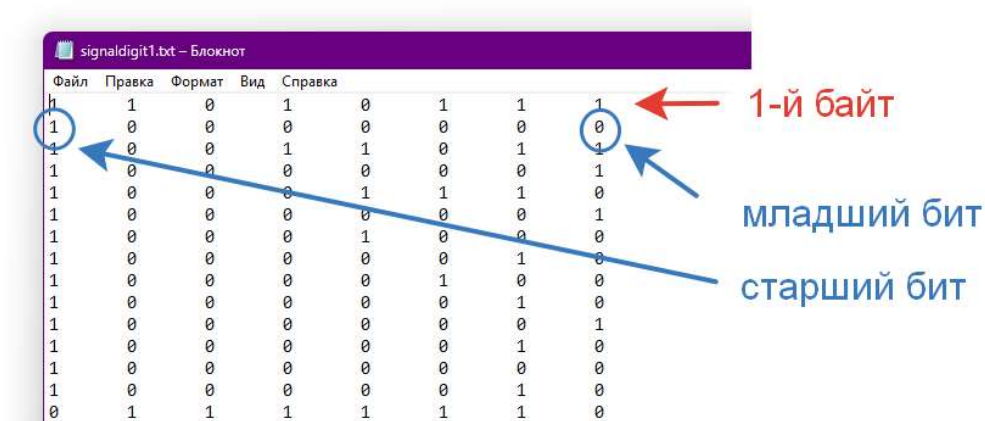 signaldigit1.txt – Блокнот
Файл Правка Формат Вид Справка
1 1 0 1 0 1 1 1
1-й байт
1 0 0 0 0 0 0 0
1 0 0 1 1 0 1 1
1 0 0 0 0 0 0 1
1 0 0 0 1 1 1 0
1 0 0 0 0 0 0 1
младший бит
1 0 0 0 1 0 0 0
1 0 0 0 0 0 1 0
1 0 0 0 0 1 0 0
старший бит
1 0 0 0 0 0 1 0
1 0 0 0 0 0 0 1
1 0 0 0 0 0 1 0
1 0 0 0 0 0 0 0
1 0 0 0 0 0 1 0
0 1 1 1 1 1 1 0